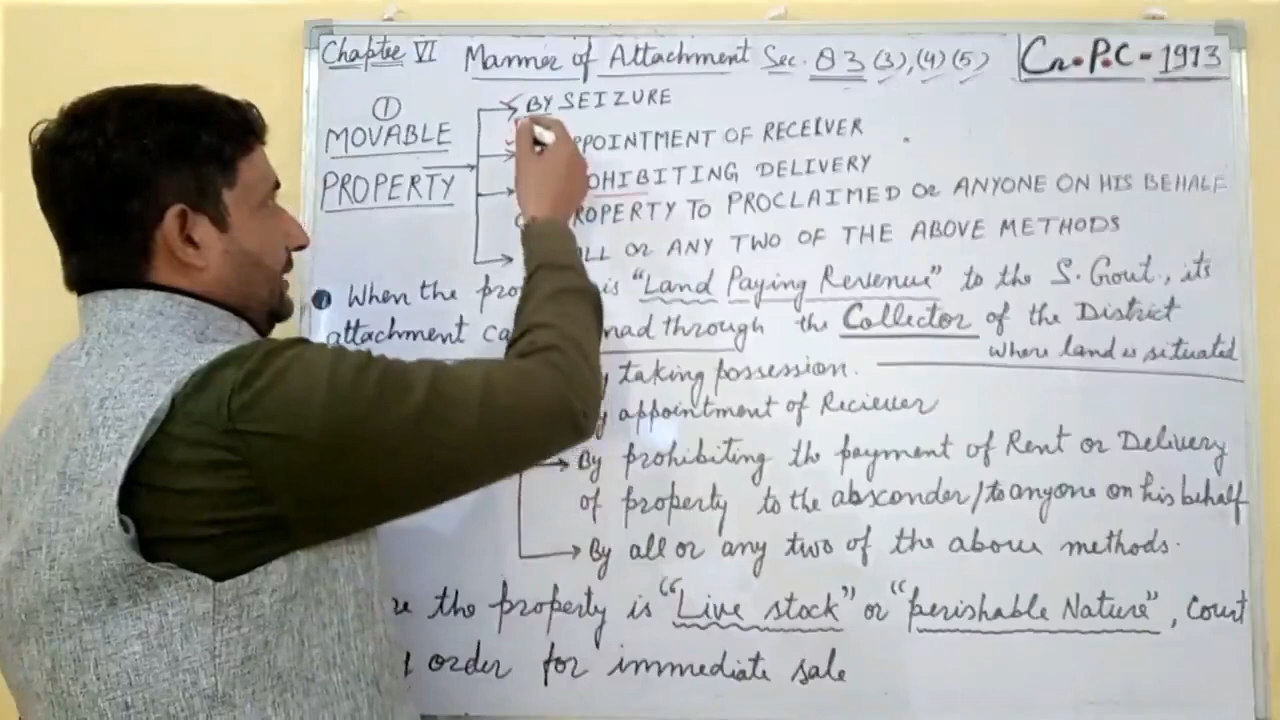 Chapter VI Manner of Attachment Sec. 83 (3), (4) (5) Cr.P.C - 1973
① MOVABLE PROPERTY
BY SEIZURE
PPOINTMENT OF RECEIVER
OHIBITING DELIVERY
ROPERTY TO PROCLAIMED OR ANYONE ON HIS BEHALF
LL OR ANY TWO OF THE ABOVE METHODS
When the pro is "Land Paying Revenue" to the S. Govt., its
attachment ca mad through the Collector of the District
where land is situated
y taking possession.
y appointment of Reciever
By prohibiting the payment of Rent or Delivery
of property to the absconder/to anyone on his behalf
By all or any two of the above methods.
re the property is "Live stock" or "perishable Nature", Court
order for immediate sale